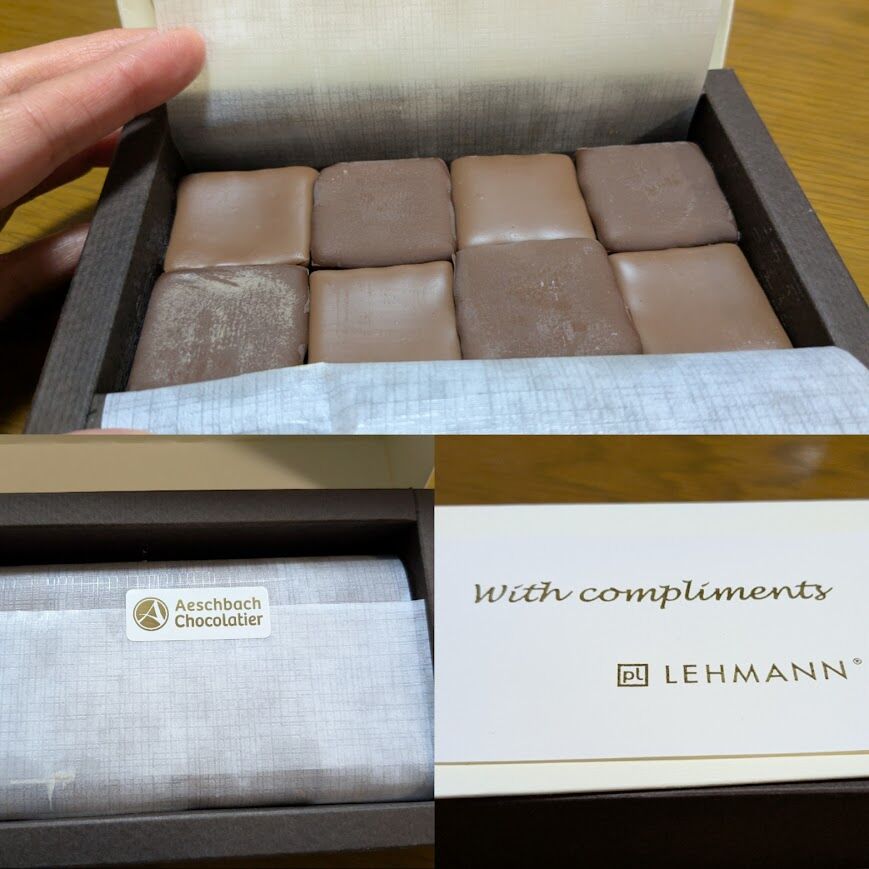 Aeschbach
Chocolatier
With compliments
pl LEHMANN®